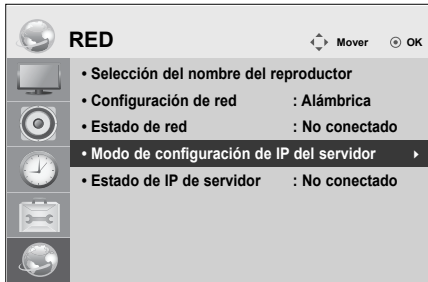 RED
Mover OK
• Selección del nombre del reproductor
• Configuración de red : Alámbrica
• Estado de red : No conectado
• Modo de configuración de IP del servidor
• Estado de IP de servidor : No conectado